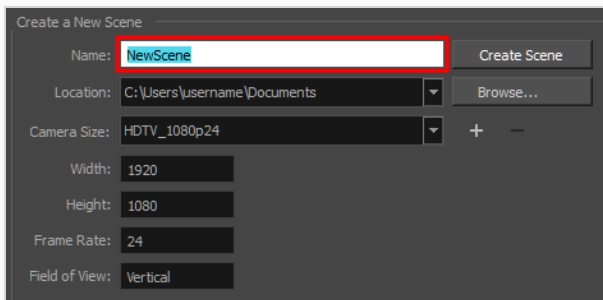 Create a New Scene
Name: NewScene Create Scene
Location: C:\Users\username\Documents Browse...
Camera Size: HDTV_1080p24 + −
Width: 1920
Height: 1080
Frame Rate: 24
Field of View: Vertical